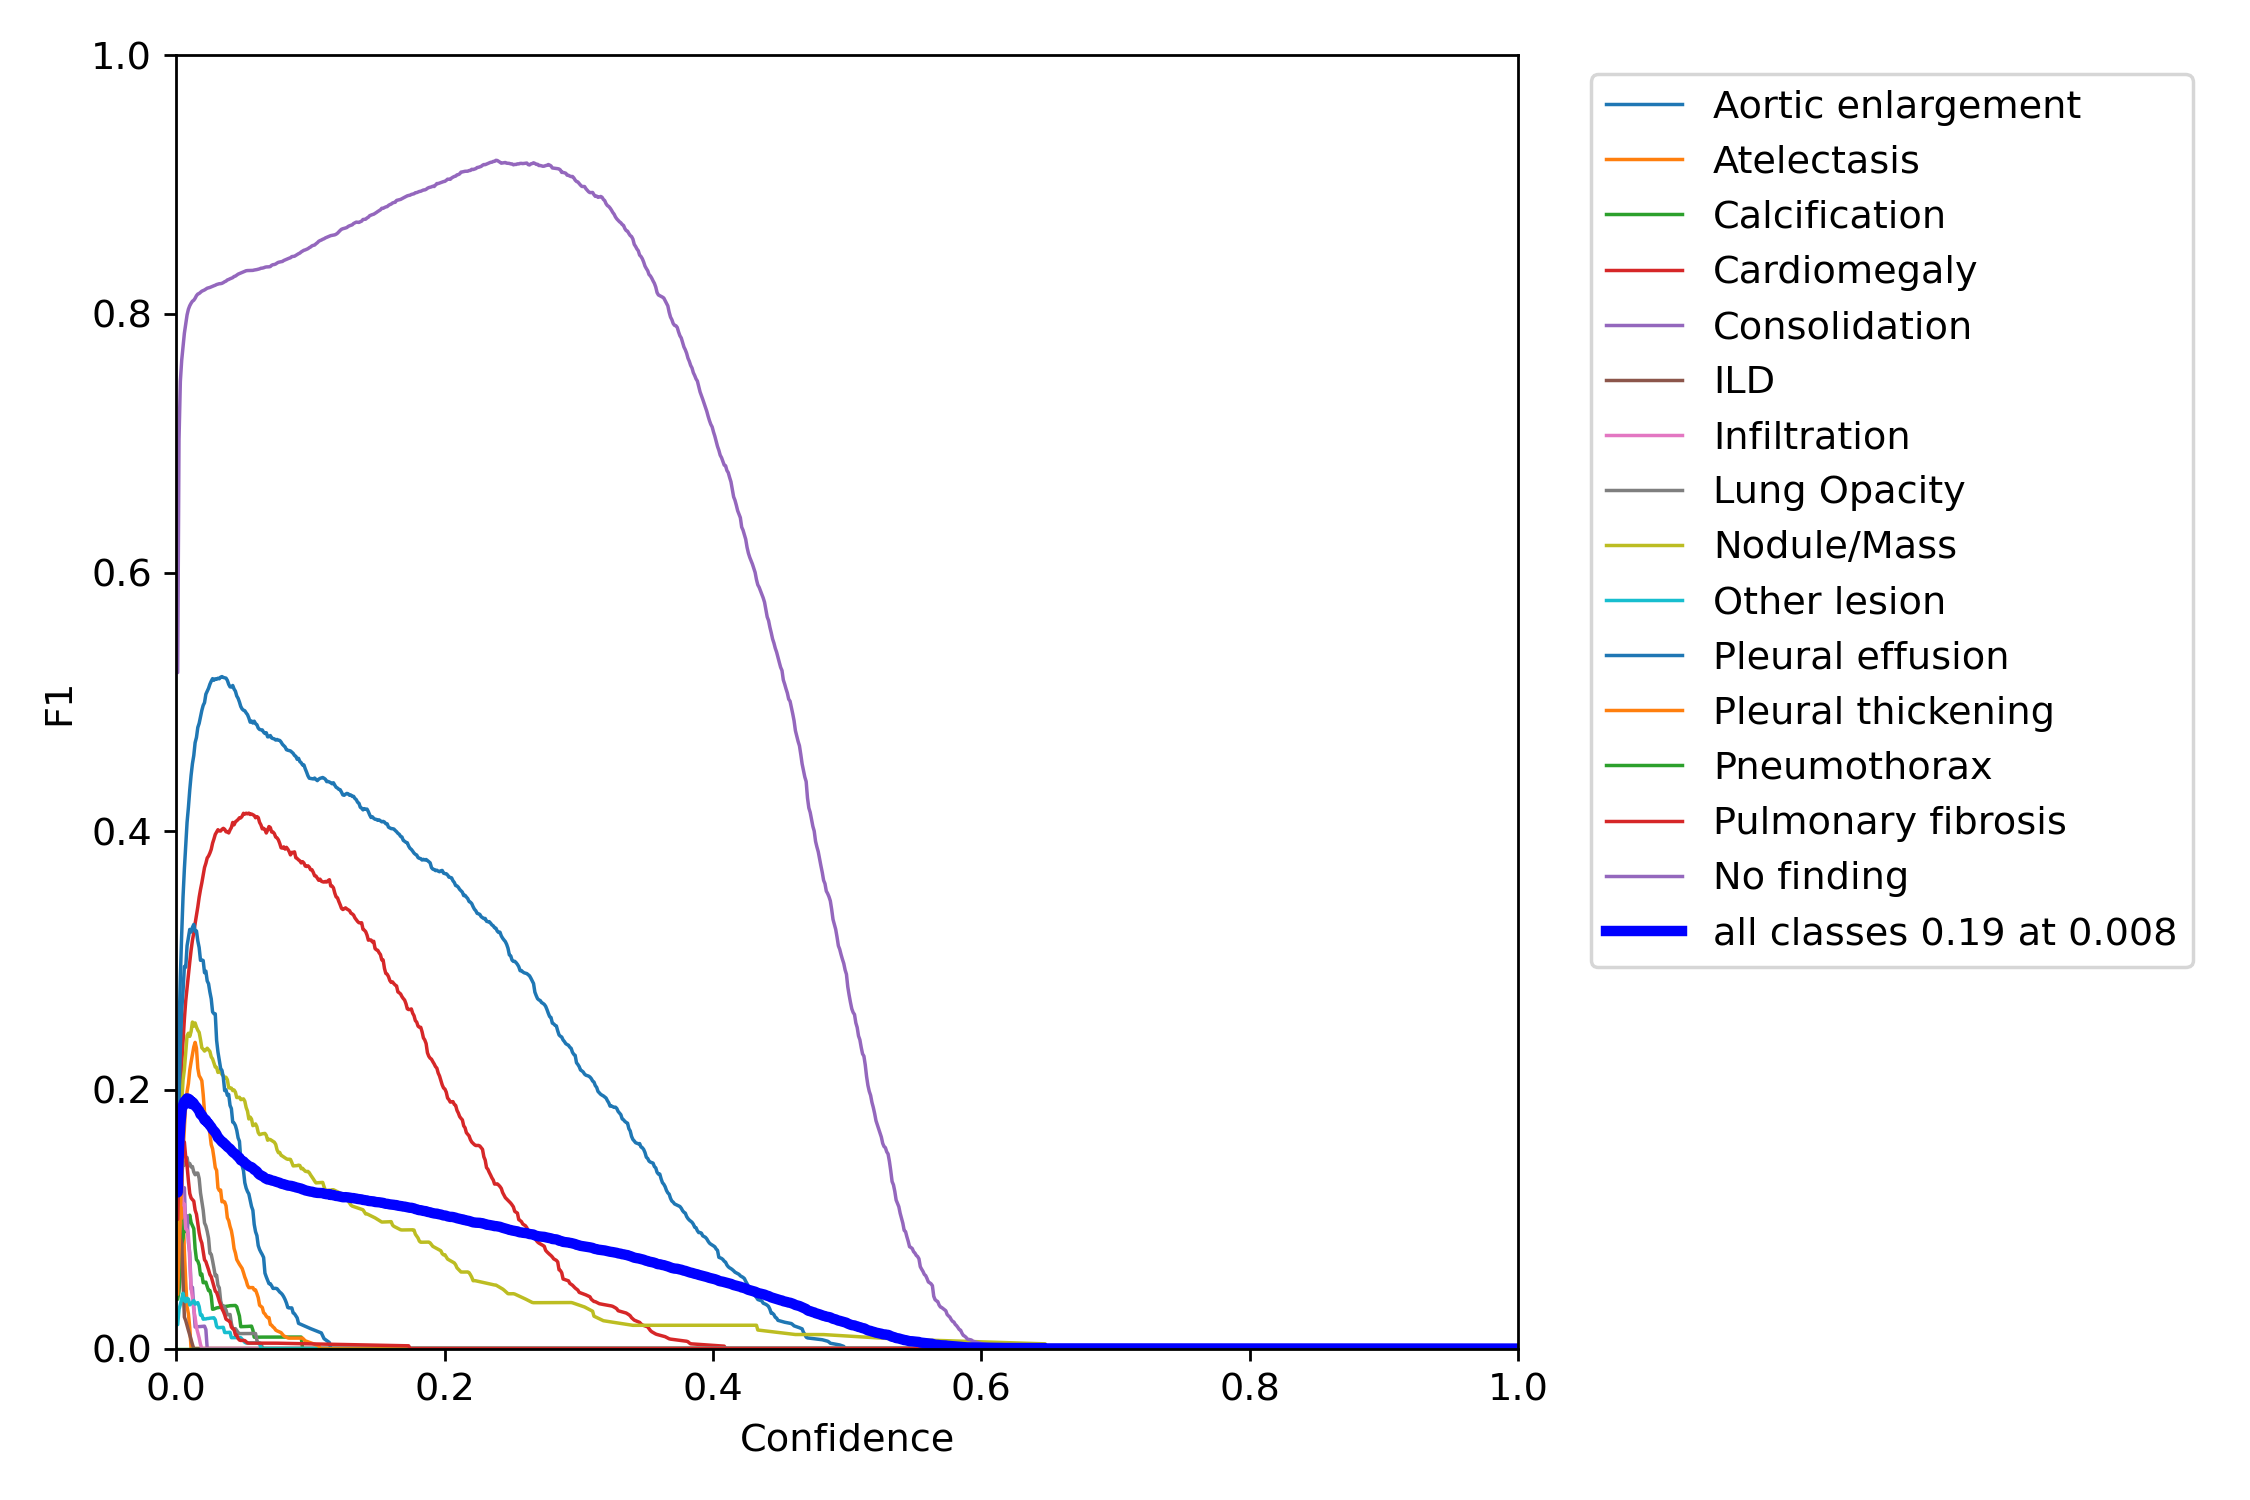 1.0
0.8
0.6
0.4
0.2
0.0
F1
0.0 0.2 0.4 0.6 0.8 1.0
Confidence
Aortic enlargement
Atelectasis
Calcification
Cardiomegaly
Consolidation
ILD
Infiltration
Lung Opacity
Nodule/Mass
Other lesion
Pleural effusion
Pleural thickening
Pneumothorax
Pulmonary fibrosis
No finding
all classes 0.19 at 0.008